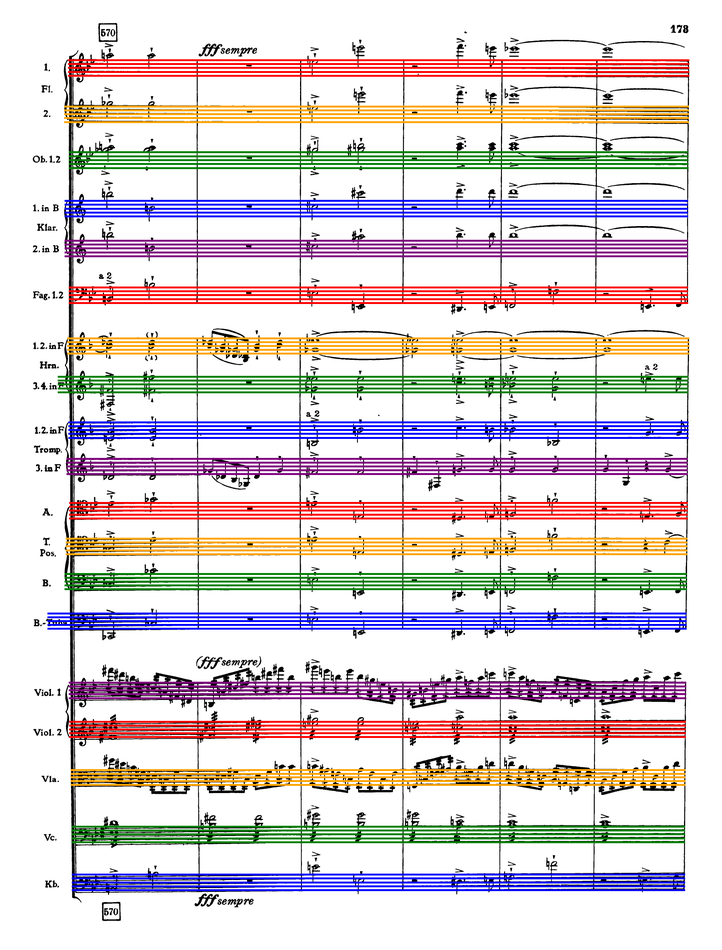 570
173
fff sempre
1.
Fl.
2.
Ob. 1.2
1. in B
Klar.
2. in B
a 2
Fag. 1.2
1.2. in F
Hrn.
3.4. in F
a 2
a 2
1.2. in F
Tromp.
3. in F
A.
T.
Pos.
B.
B.-Tuba
(fff sempre)
Viol. 1
Viol. 2
Vla.
Vc.
Kb.
fff sempre
570